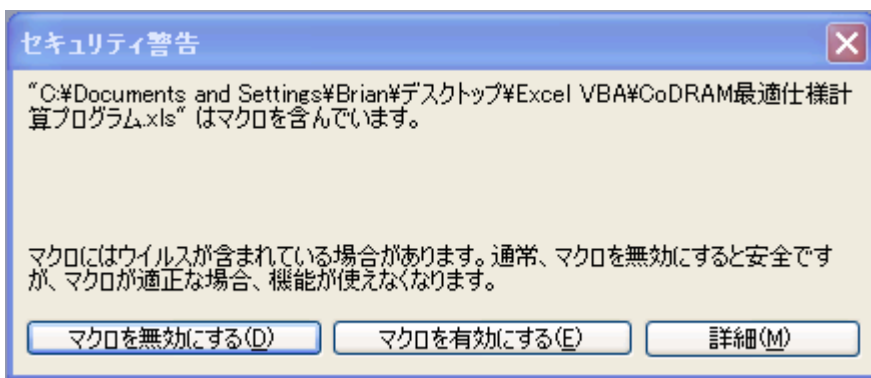 セキュリティ警告
"C:¥Documents and Settings¥Brian¥デスクトップ¥Excel VBA¥CoDRAM最適仕様計
算プログラム.xls" はマクロを含んでいます。
マクロにはウイルスが含まれている場合があります。通常、マクロを無効にすると安全です
が、マクロが適正な場合、機能が使えなくなります。
マクロを無効にする(D) マクロを有効にする(E) 詳細(M)